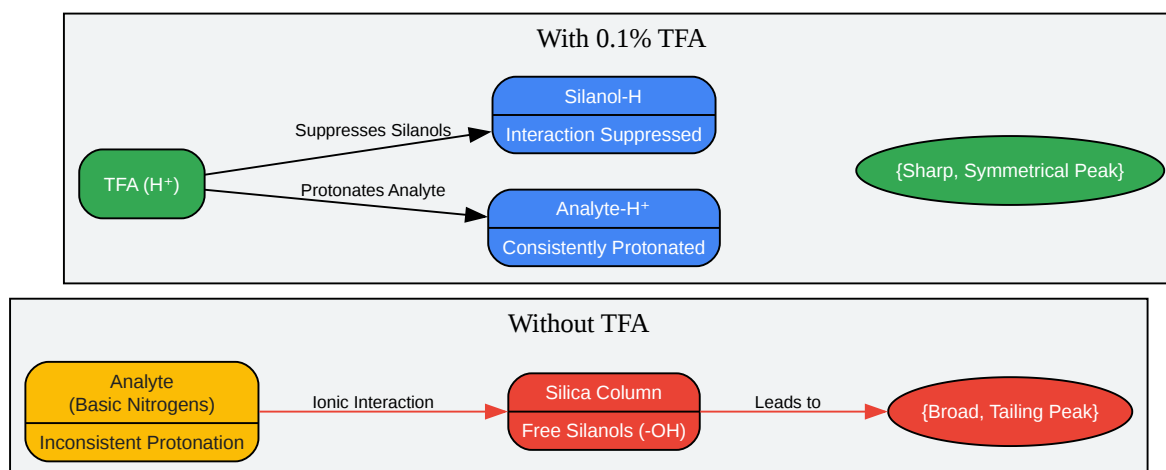 With 0.1% TFA
Silanol-H
Interaction Suppressed
Suppresses Silanols
TFA (H⁺)
Protonates Analyte
Analyte-H⁺
Consistently Protonated
{Sharp, Symmetrical Peak}
Without TFA
Analyte
(Basic Nitrogens)
Inconsistent Protonation
Ionic Interaction
Silica Column
Free Silanols (-OH)
Leads to
{Broad, Tailing Peak}